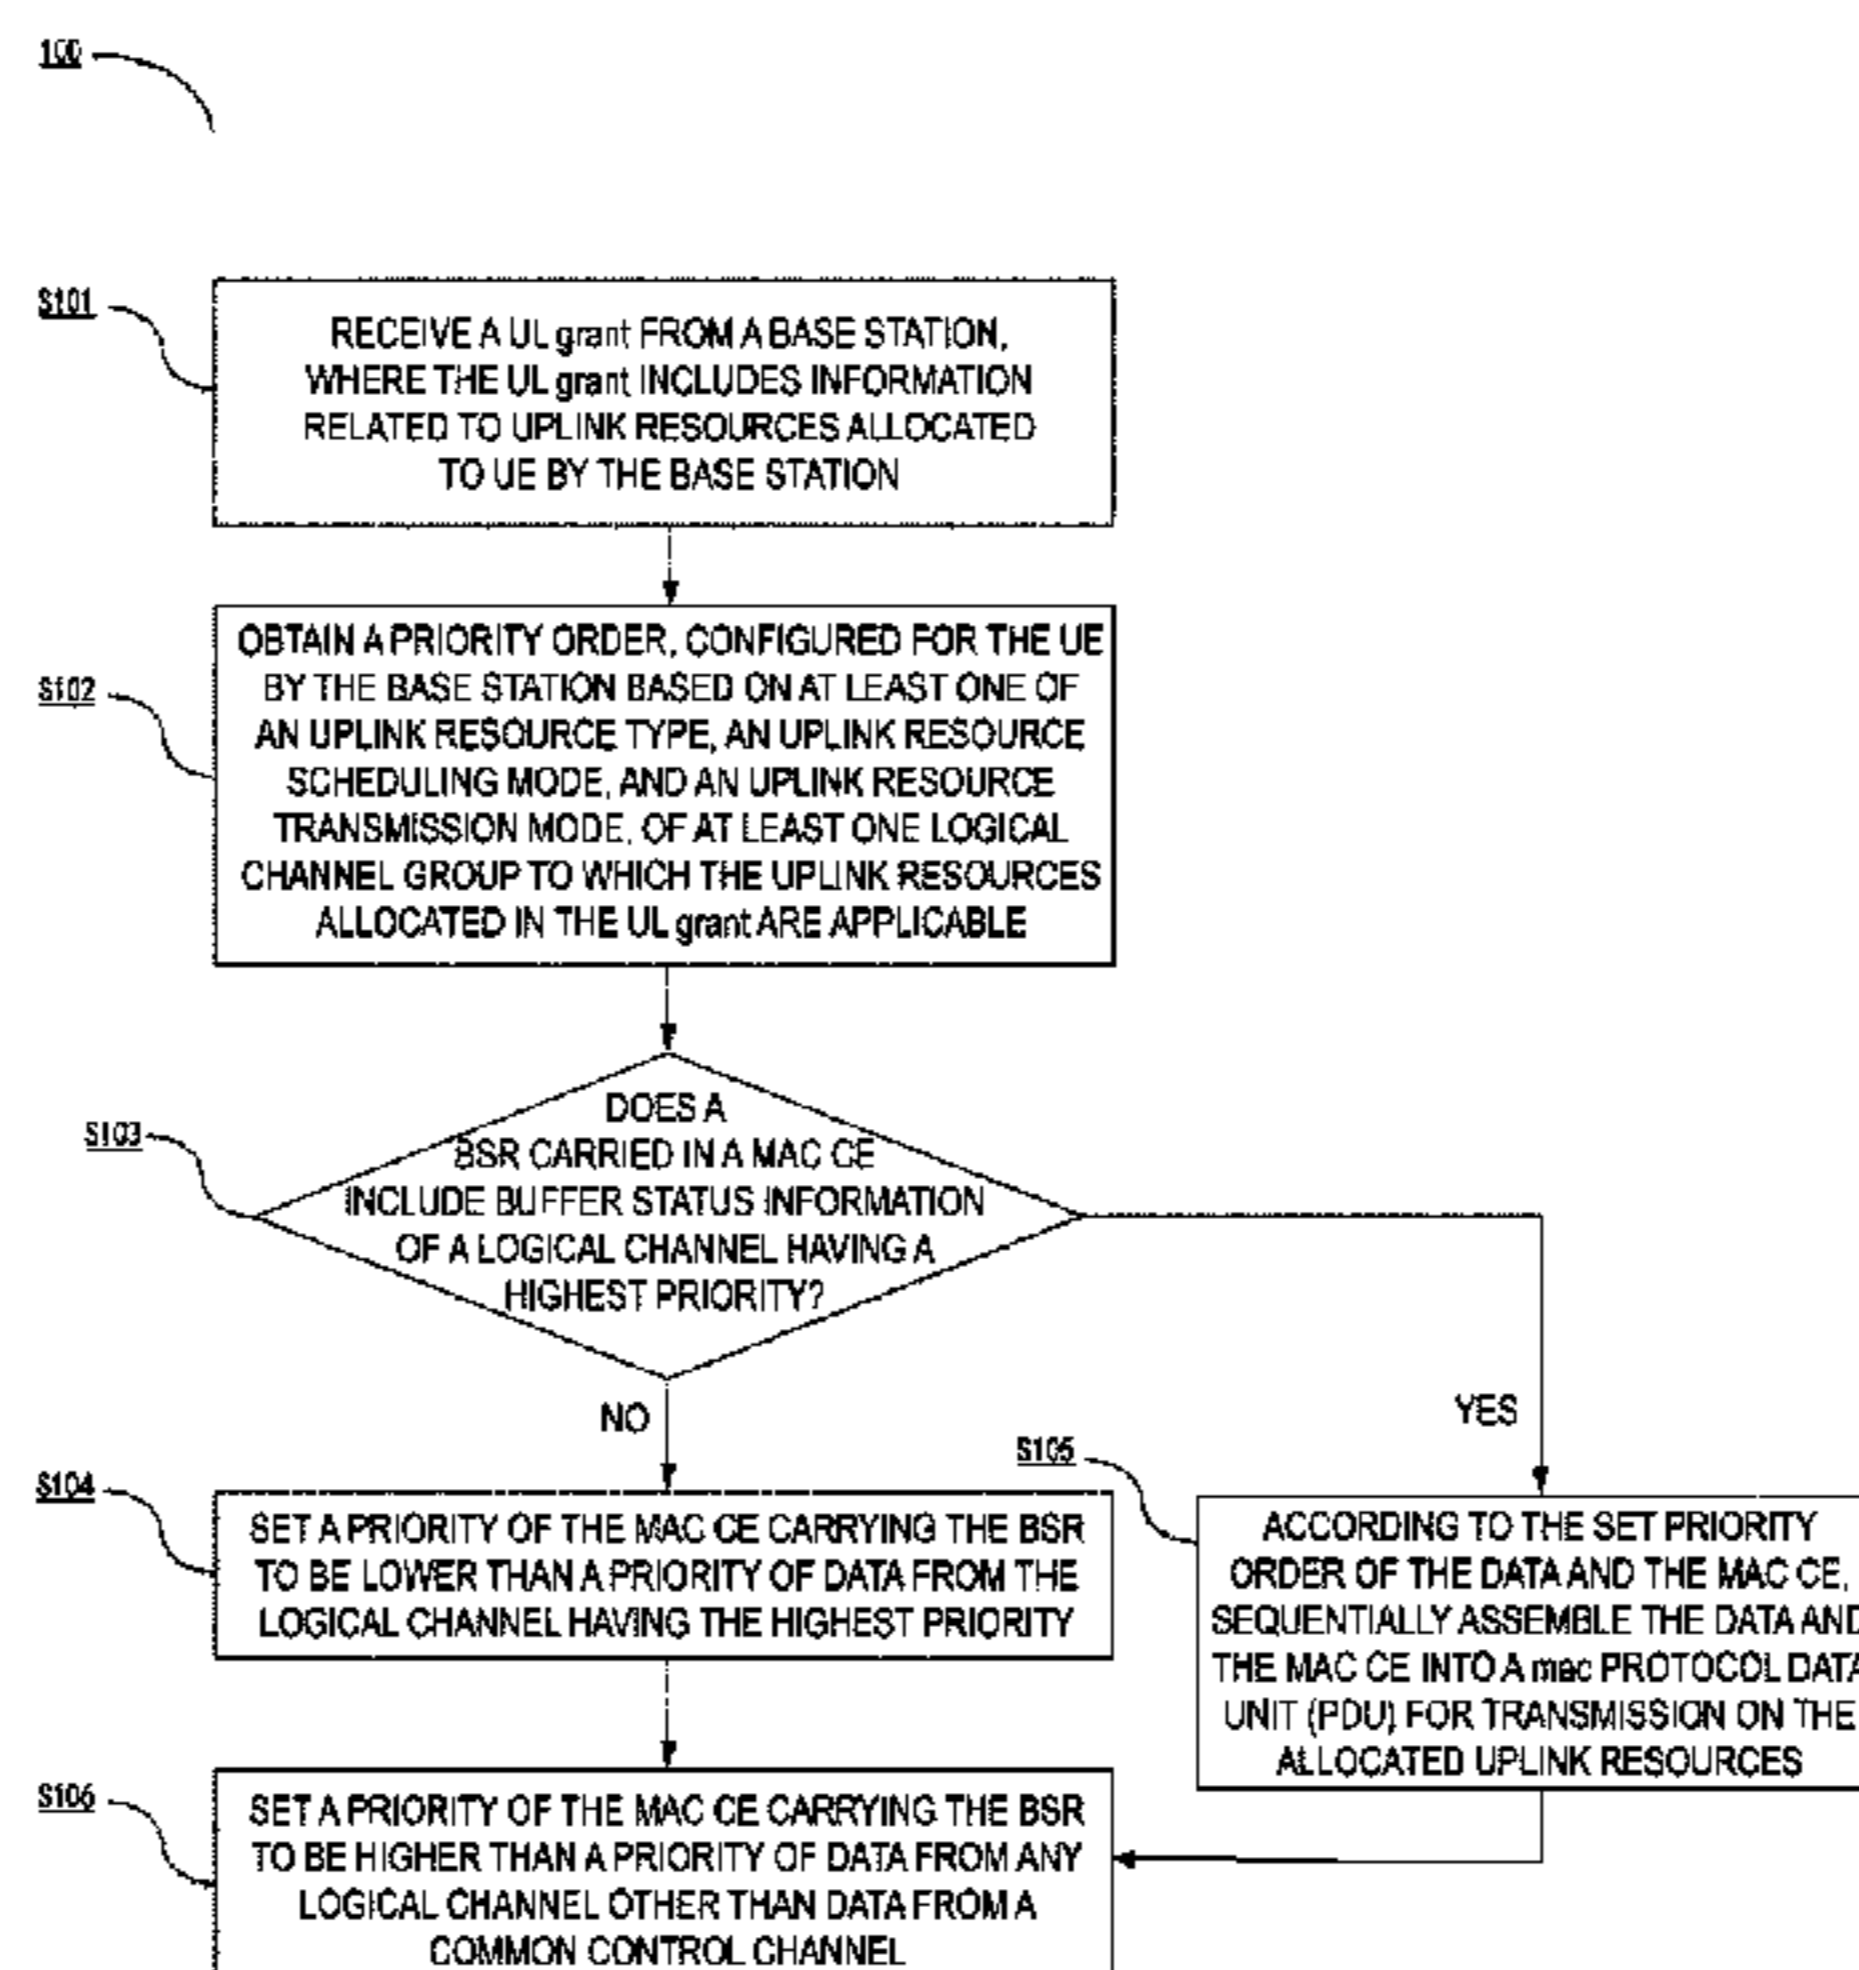 100
S101
RECEIVE A UL grant FROM A BASE STATION,
WHERE THE UL grant INCLUDES INFORMATION
RELATED TO UPLINK RESOURCES ALLOCATED
TO UE BY THE BASE STATION
S102
OBTAIN A PRIORITY ORDER, CONFIGURED FOR THE UE
BY THE BASE STATION BASED ON AT LEAST ONE OF
AN UPLINK RESOURCE TYPE, AN UPLINK RESOURCE
SCHEDULING MODE, AND AN UPLINK RESOURCE
TRANSMISSION MODE, OF AT LEAST ONE LOGICAL
CHANNEL GROUP TO WHICH THE UPLINK RESOURCES
ALLOCATED IN THE UL grant ARE APPLICABLE
S103
DOES A
BSR CARRIED IN A MAC CE
INCLUDE BUFFER STATUS INFORMATION
OF A LOGICAL CHANNEL HAVING A
HIGHEST PRIORITY?
NO
YES
S104
SET A PRIORITY OF THE MAC CE CARRYING THE BSR
TO BE LOWER THAN A PRIORITY OF DATA FROM THE
LOGICAL CHANNEL HAVING THE HIGHEST PRIORITY
S105
ACCORDING TO THE SET PRIORITY
ORDER OF THE DATA AND THE MAC CE,
SEQUENTIALLY ASSEMBLE THE DATA AND
THE MAC CE INTO A mac PROTOCOL DATA
UNIT (PDU) FOR TRANSMISSION ON THE
ALLOCATED UPLINK RESOURCES
S106
SET A PRIORITY OF THE MAC CE CARRYING THE BSR
TO BE HIGHER THAN A PRIORITY OF DATA FROM ANY
LOGICAL CHANNEL OTHER THAN DATA FROM A
COMMON CONTROL CHANNEL